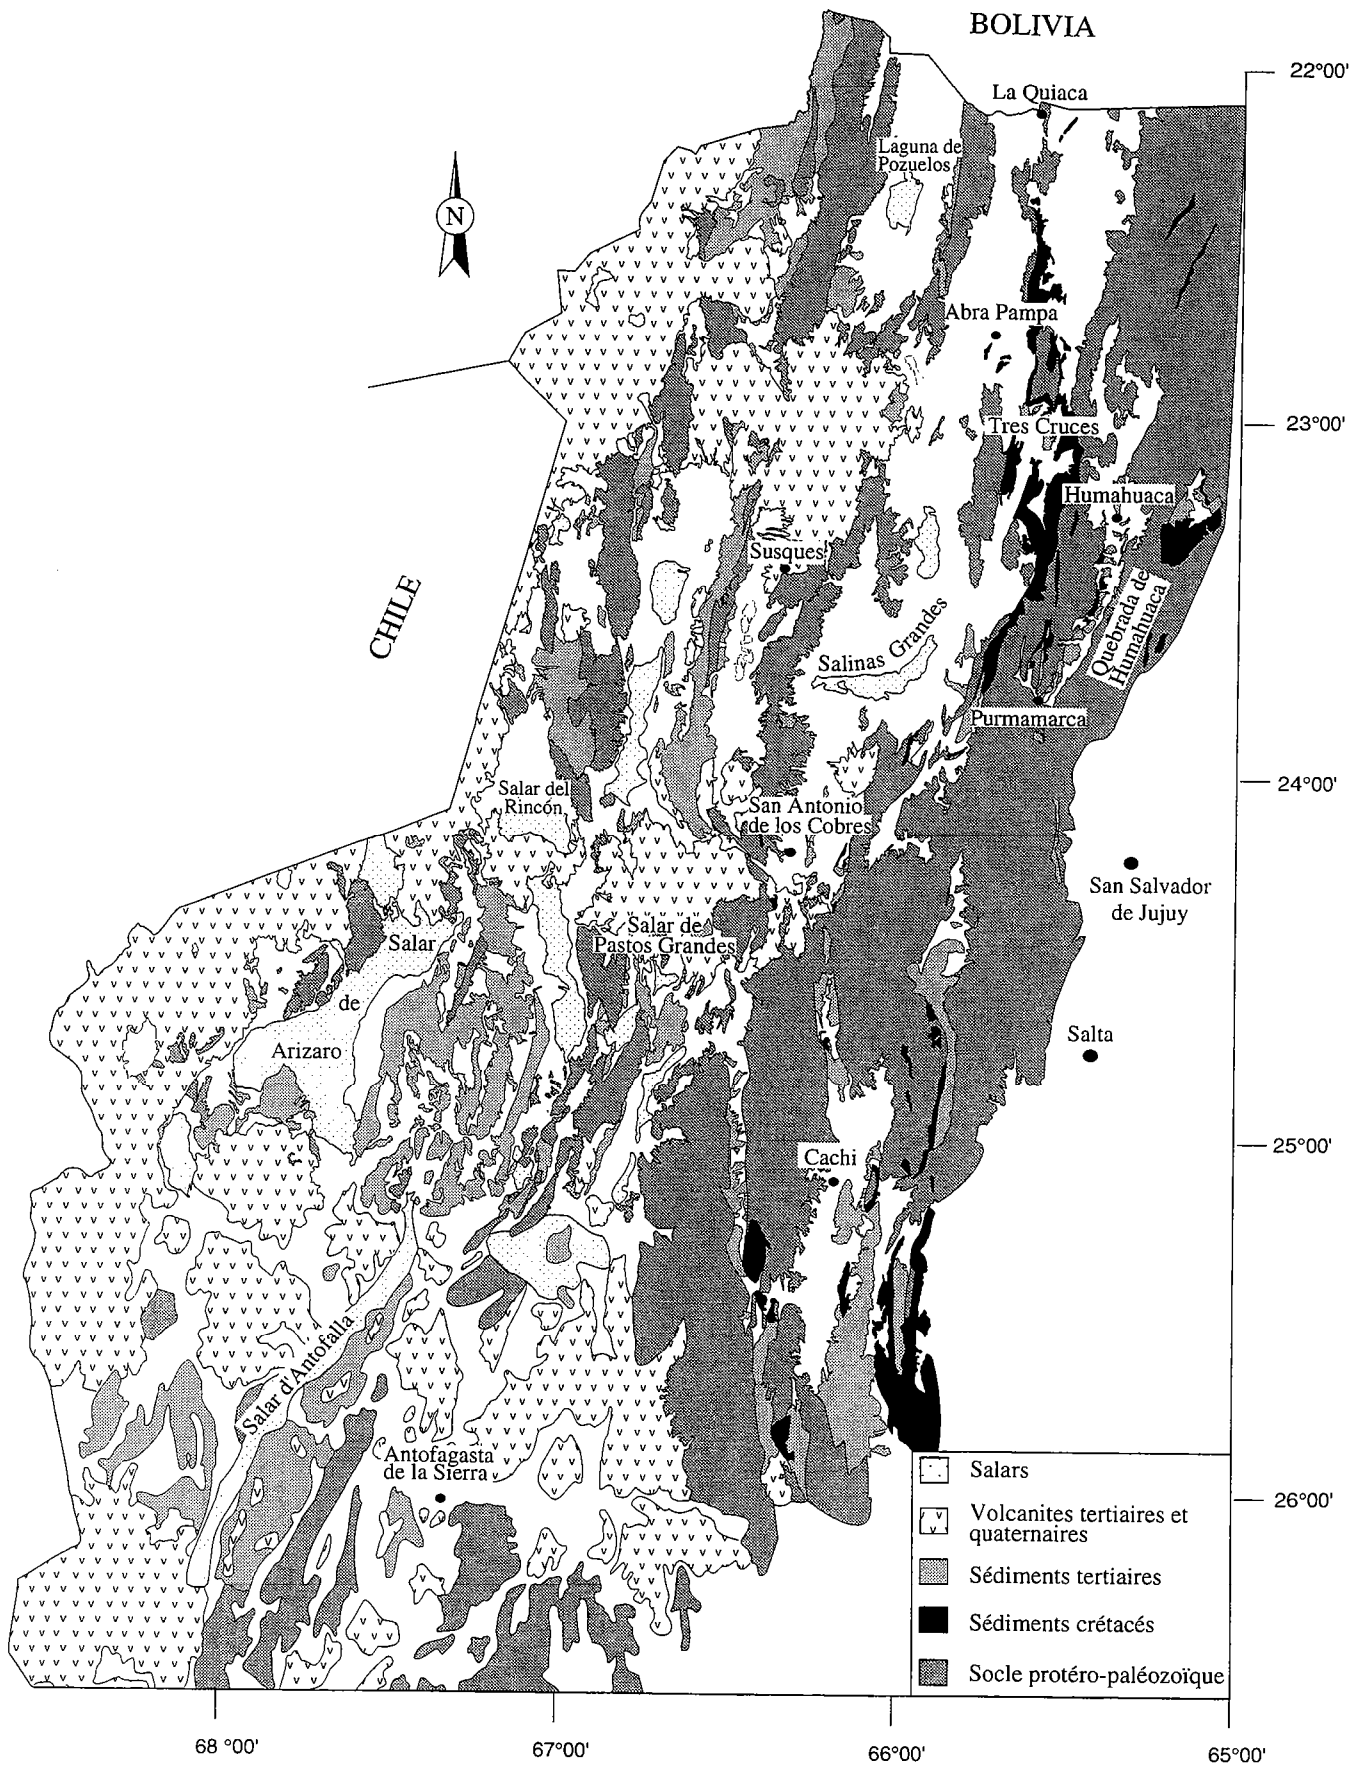 BOLIVIA
22°00'
La Quiaca
Laguna de
Pozuelos
N
Abra Pampa
23°00'
Tres Cruces
Humahuaca
Susques
CHILE
Quebrada de
Humahuaca
Salinas Grandes
Purmamarca
24°00'
Salar del
Rincón
San Antonio
de los Cobres
San Salvador
de Jujuy
Salar
de
Arizaro
Salar de
Pastos Grandes
Salta
25°00'
Cachi
Salar d'Antofalla
Antofagasta
de la Sierra
Salars
26°00'
Volcanites tertiaires et
quaternaires
Sédiments tertiaires
Sédiments crétacés
Socle protéro-paléozoïque
68 °00'
67°00'
66°00'
65°00'